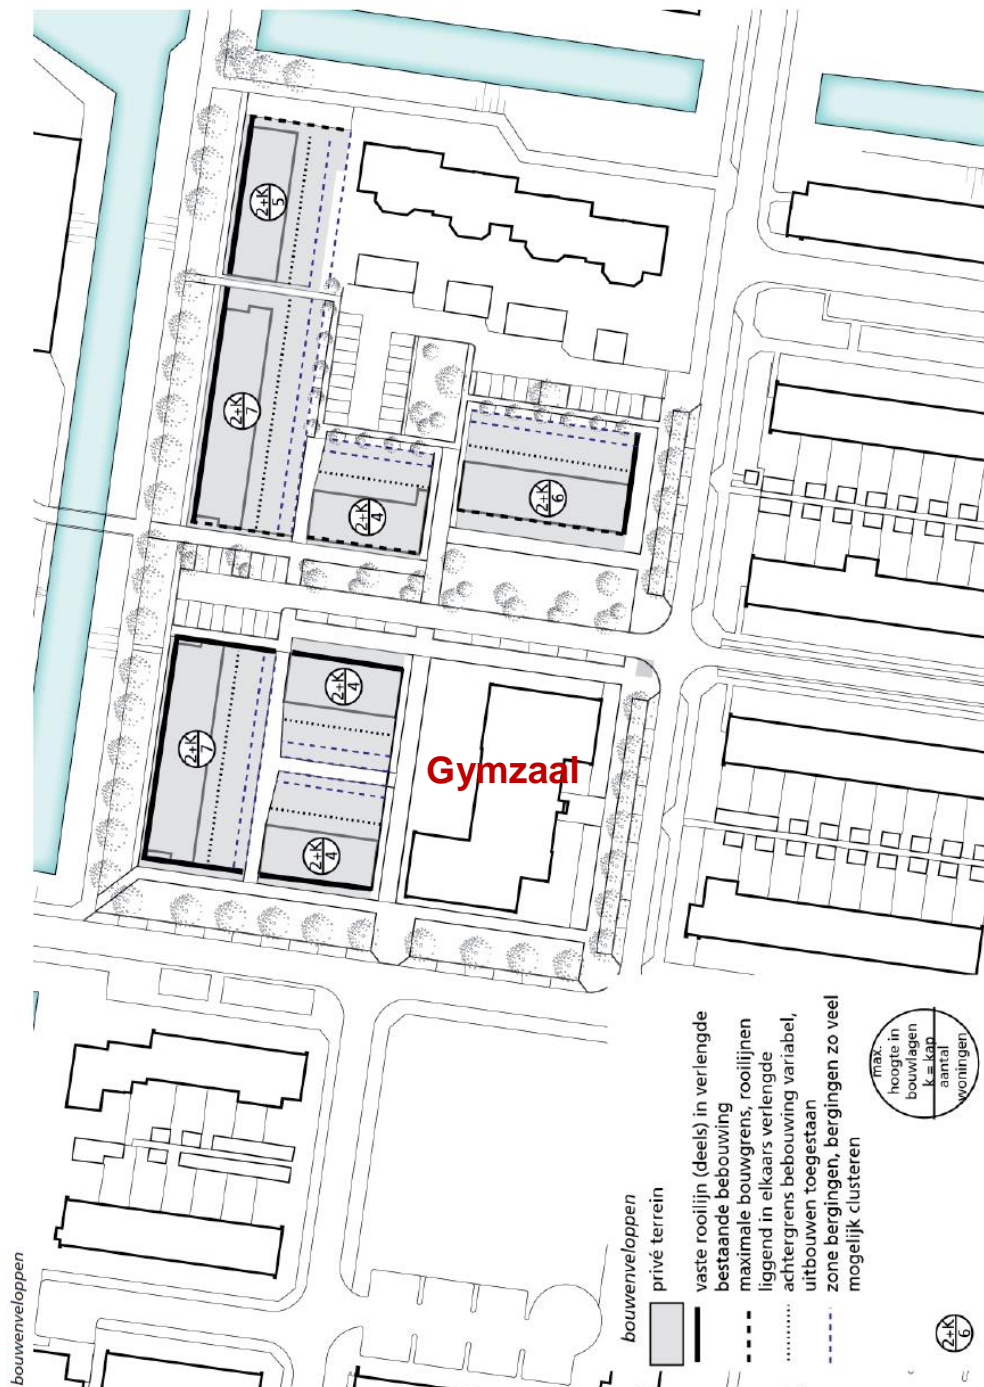 bouwenveloppen
2+K
5
2+K
7
2+K
4
2+K
6
2+K
7
2+K
4
2+K
4
Gymzaal
bouwenveloppen
privé terrein
vaste rooilijn (deels) in verlengde
bestaande bebouwing
maximale bouwgrens, rooilijnen
liggend in elkaars verlengde
achtergrens bebouwing variabel,
uitbouwen toegestaan
zone bergingen, bergingen zo veel
mogelijk clusteren
2+K
6
max.
hoogte in
bouwlagen
k = kap
aantal
woningen